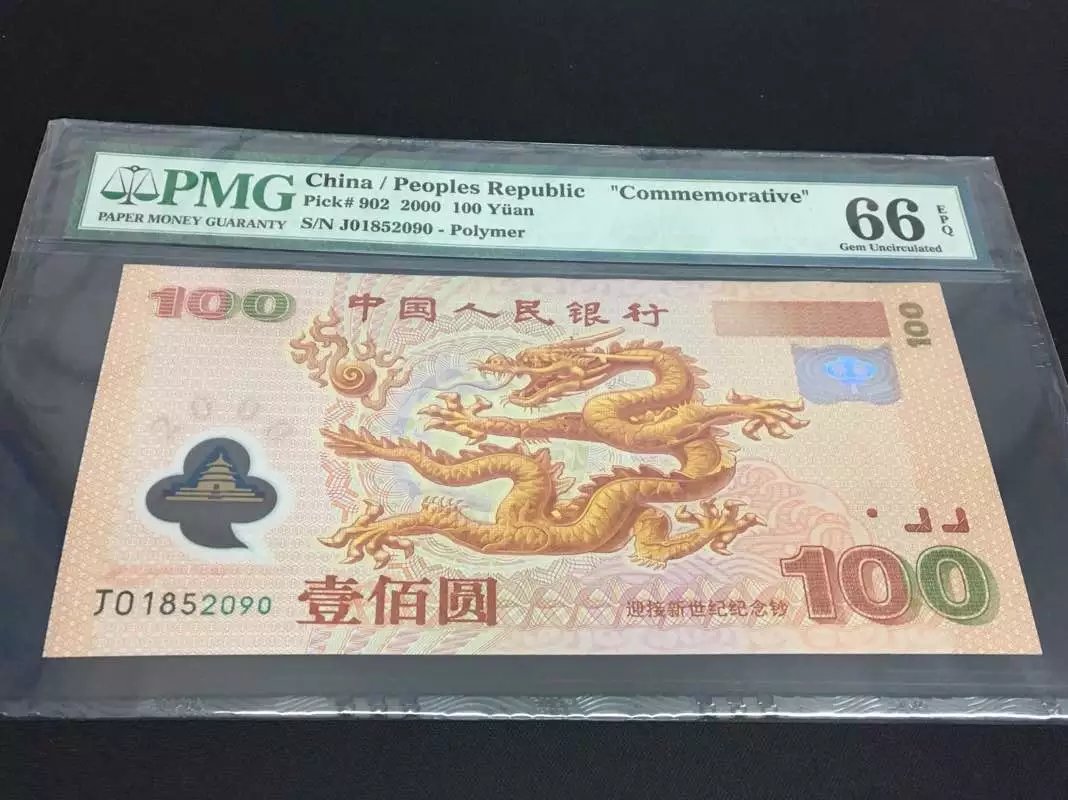 PMG
PAPER MONEY GUARANTY
China / Peoples Republic "Commemorative"
Pick# 902 2000 100 Yüan
S/N J01852090 - Polymer
66
EPQ
Gem Uncirculated
100
中国人民银行
100
2000
J01852090
壹佰圆
迎接新世纪纪念钞
100